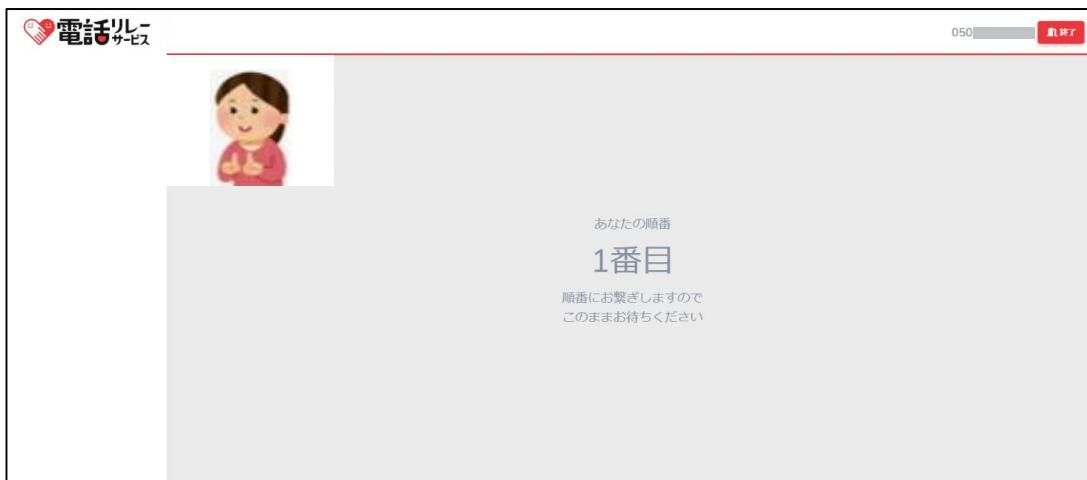 電話リレー
サービス
050
終了
あなたの順番
1番目
順番にお繋ぎしますので
このままお待ちください